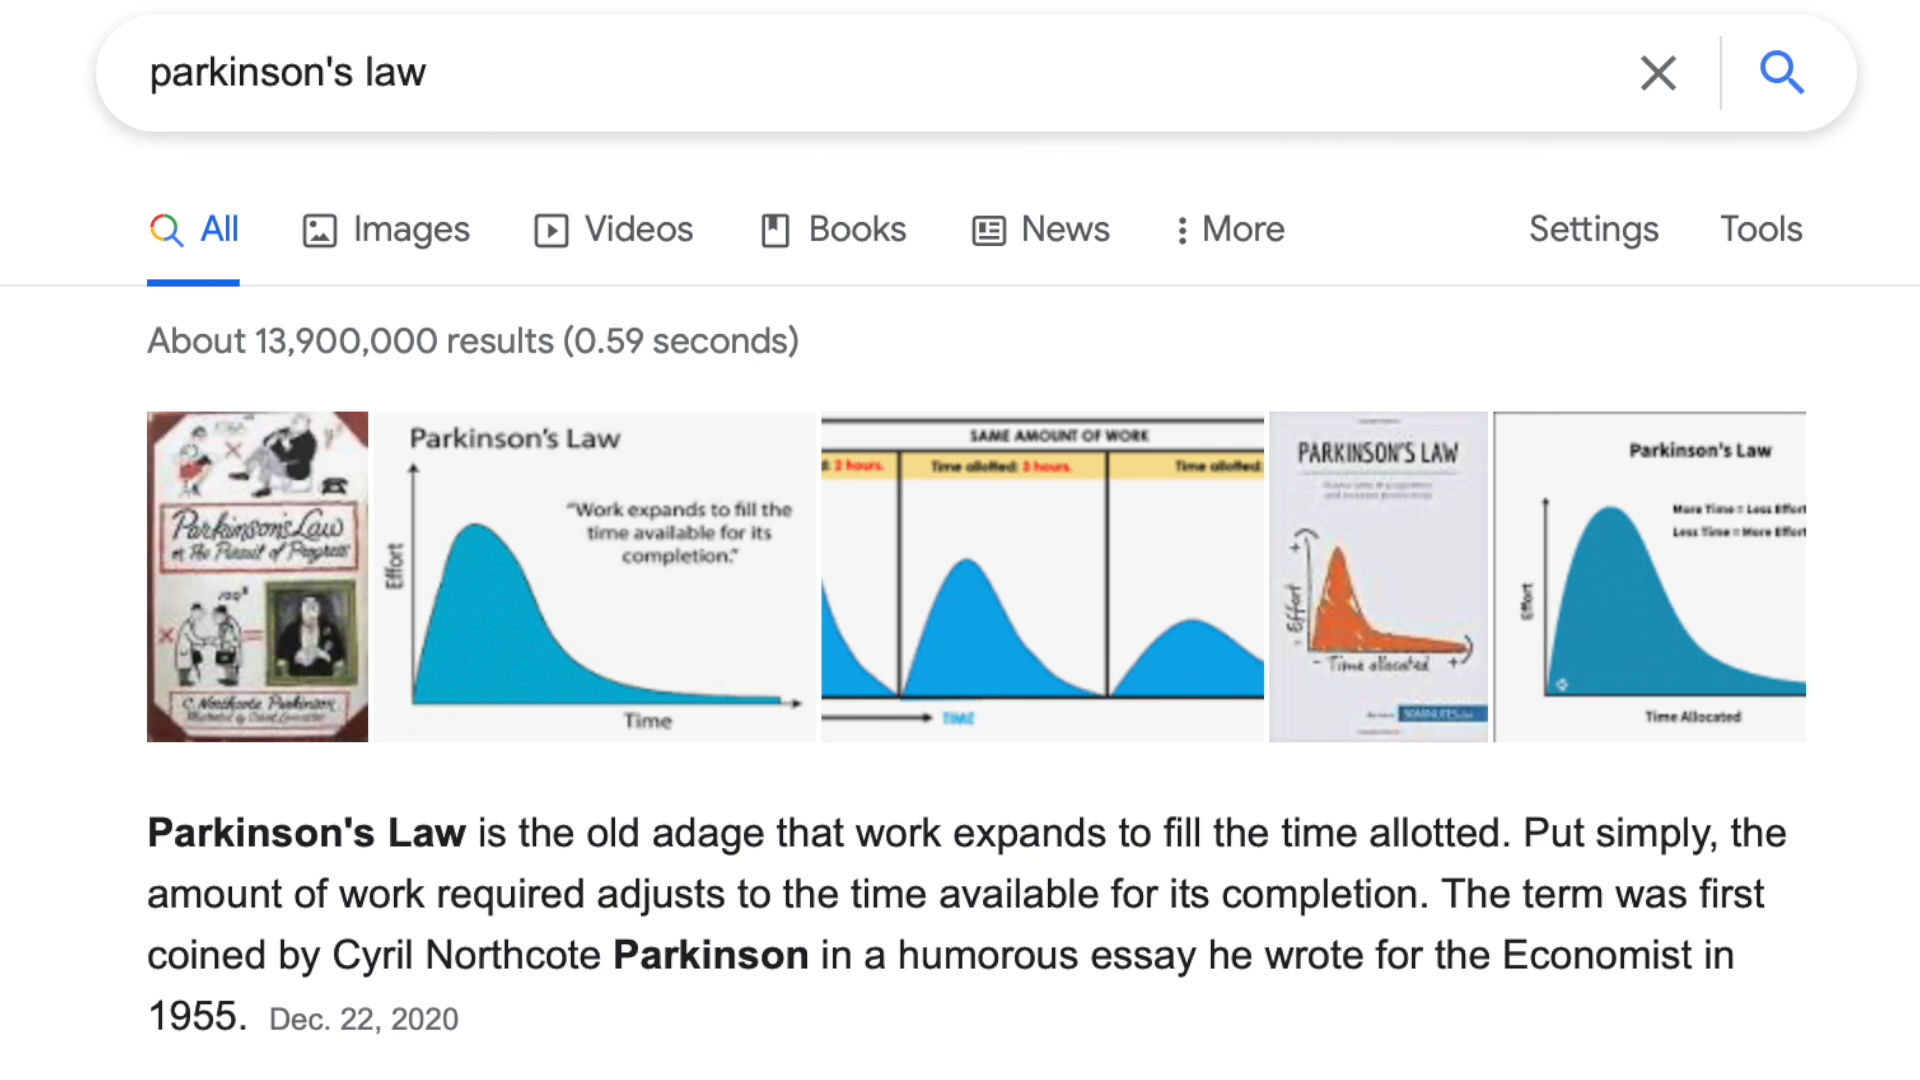 parkinson's law
All Images Videos Books News More Settings Tools
About 13,900,000 results (0.59 seconds)
Parkinson's Law
or The Pursuit of Progress
C. Northcote Parkinson
Parkinson's Law
"Work expands to fill the
time available for its
completion."
Effort
Time
SAME AMOUNT OF WORK
2 hours.
Time allotted: 3 hours.
Time allotted:
TIME
PARKINSON'S LAW
- Effort +
- Time allocated +
Parkinson's Law
More Time = Less Effort
Less Time = More Effort
Effort
Time Allocated
Parkinson's Law is the old adage that work expands to fill the time allotted. Put simply, the
amount of work required adjusts to the time available for its completion. The term was first
coined by Cyril Northcote Parkinson in a humorous essay he wrote for the Economist in
1955. Dec. 22, 2020